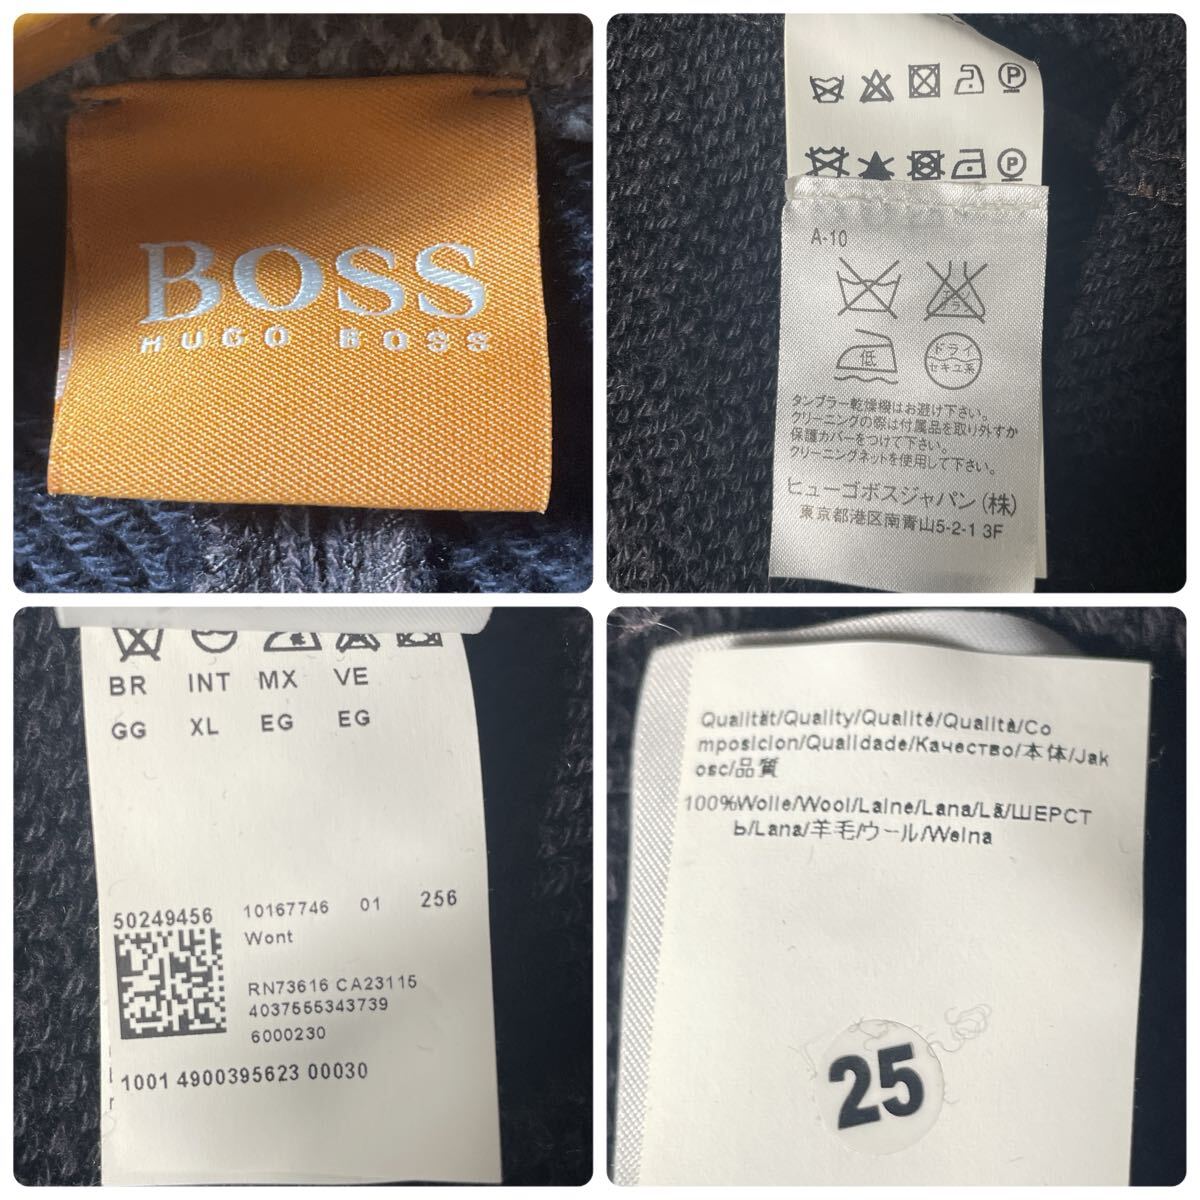 BOSS
HUGO BOSS
P
P
A-10
エンソ
サラシ
低
ドライ
セキユ系
タンブラー乾燥機はお避け下さい。
クリーニングの際は付属品を取り外すか
保護カバーをつけて下さい。
クリーニングネットを使用して下さい。
ヒューゴボスジャパン(株)
東京都港区南青山5-2-1 3F
BR INT MX VE
GG XL EG EG
50249456 10167746 01 256
Wont
RN73616 CA23115
4037555343739
6000230
1001 4900395623 00030
Qualität/Quality/Qualité/Qualità/Co
mposicion/Qualidade/Качество/本体/Jak
osc/品質
100%Wolle/Wool/Laine/Lana/Lã/ШЕРСТ
Ь/Lana/羊毛/ウール/Welna
25